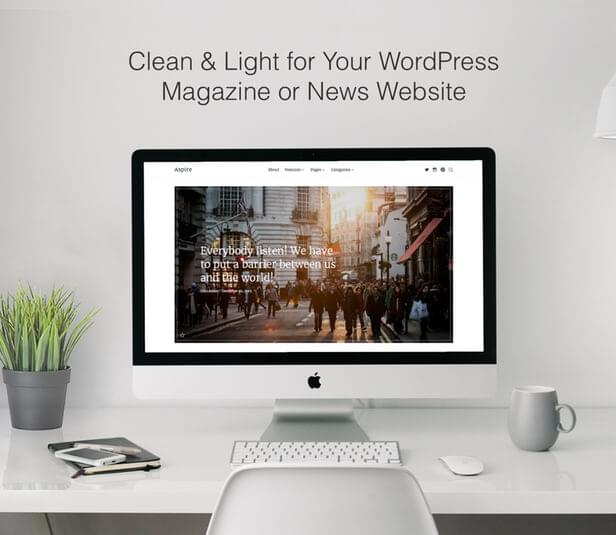 Clean & Light for Your WordPress
Magazine or News Website
Aspire
About Features Pages Categories
Everybody listen! We have
to put a barrier between us
and the world!